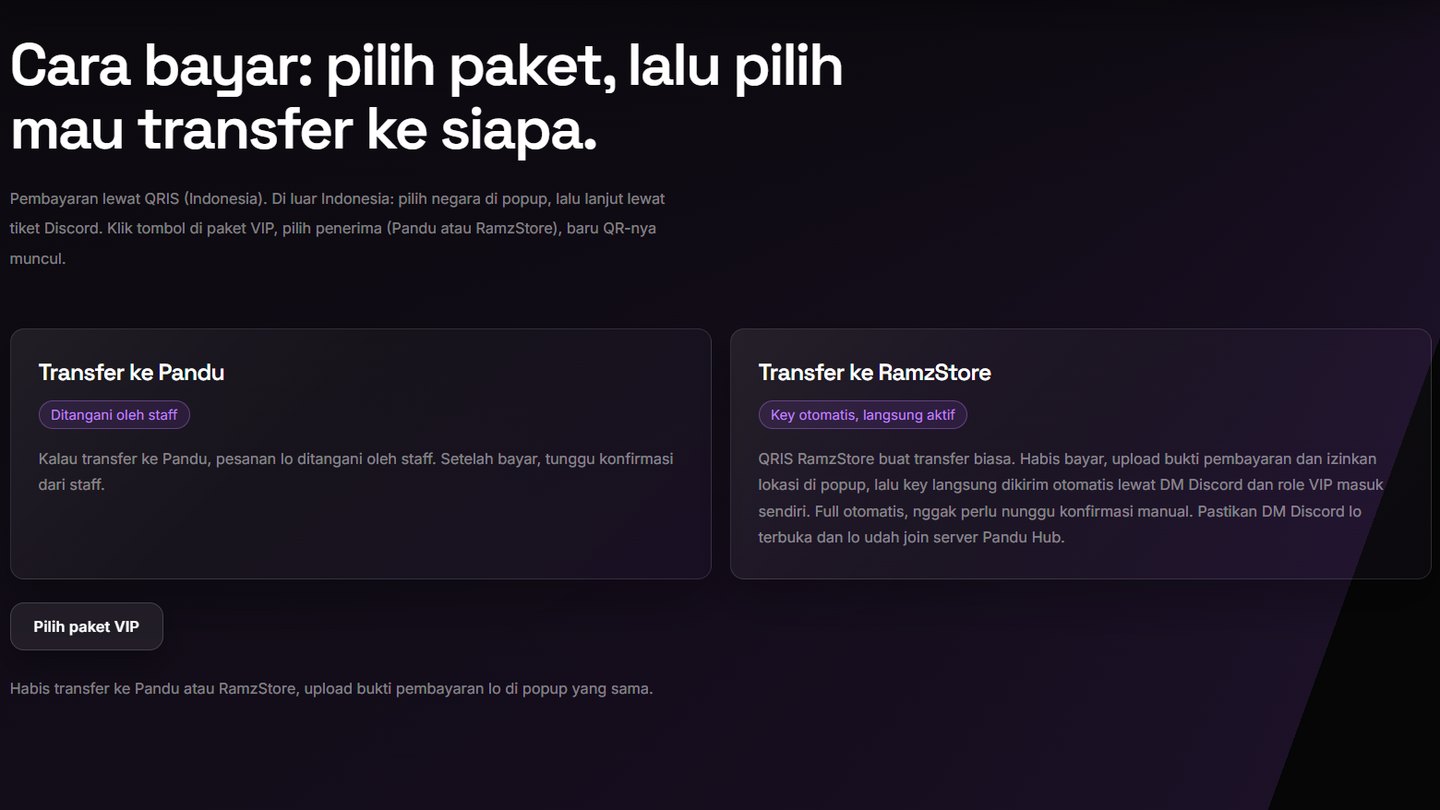 Cara bayar: pilih paket, lalu pilih
mau transfer ke siapa.
Pembayaran lewat QRIS (Indonesia). Di luar Indonesia: pilih negara di popup, lalu lanjut lewat
tiket Discord. Klik tombol di paket VIP, pilih penerima (Pandu atau RamzStore), baru QR-nya
muncul.
Transfer ke Pandu
Ditangani oleh staff
Kalau transfer ke Pandu, pesanan lo ditangani oleh staff. Setelah bayar, tunggu konfirmasi
dari staff.
Transfer ke RamzStore
Key otomatis, langsung aktif
QRIS RamzStore buat transfer biasa. Habis bayar, upload bukti pembayaran dan izinkan
lokasi di popup, lalu key langsung dikirim otomatis lewat DM Discord dan role VIP masuk
sendiri. Full otomatis, nggak perlu nunggu konfirmasi manual. Pastikan DM Discord lo
terbuka dan lo udah join server Pandu Hub.
Pilih paket VIP
Habis transfer ke Pandu atau RamzStore, upload bukti pembayaran lo di popup yang sama.